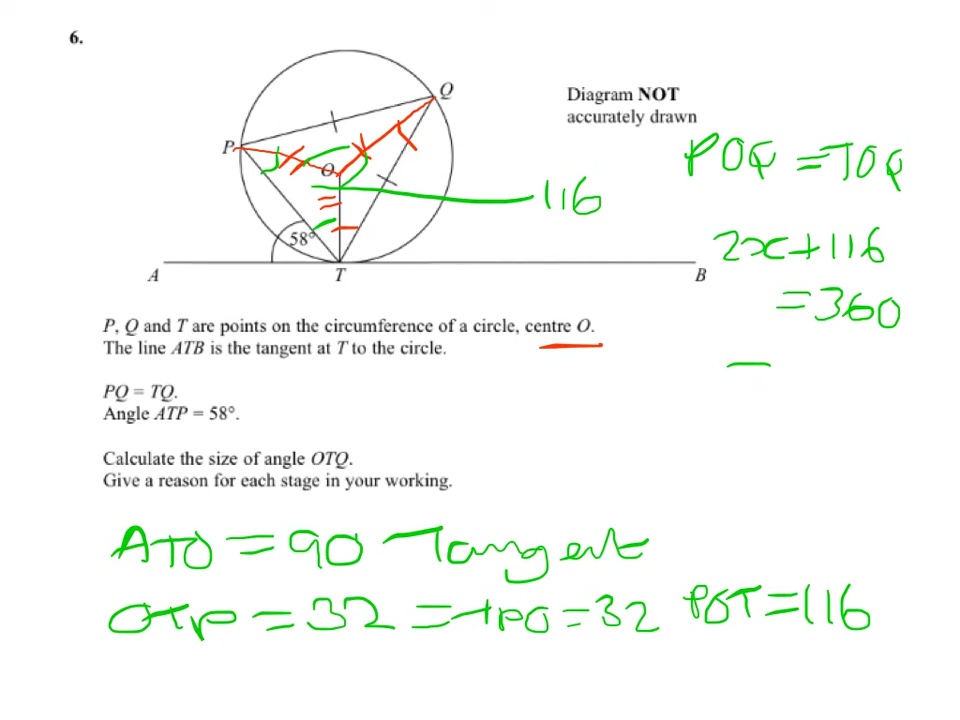 6.
Q
Diagram NOT
accurately drawn
P
O
POQ = TOQ
116
58°
2x+116
= 360
A
T
B
P, Q and T are points on the circumference of a circle, centre O.
The line ATB is the tangent at T to the circle.
PQ = TQ.
Angle ATP = 58°.
Calculate the size of angle OTQ.
Give a reason for each stage in your working.
ATO = 90 Tangent
OTP = 32 = TPO = 32 POT = 116